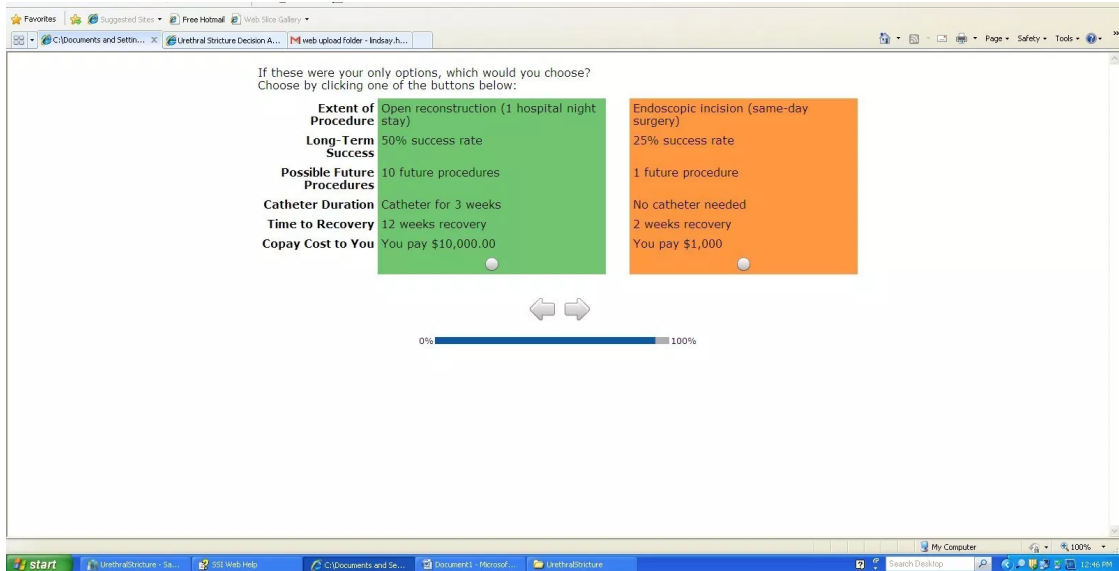 Favorites Suggested Sites Free Hotmail Web Slice Gallery
C:\Documents and Settin... X Urethral Stricture Decision A... web upload folder - lindsay.h... Page Safety Tools
If these were your only options, which would you choose?
Choose by clicking one of the buttons below:
Extent of Procedure Open reconstruction (1 hospital night stay) Endoscopic incision (same-day surgery)
Long-Term Success 50% success rate 25% success rate
Possible Future Procedures 10 future procedures 1 future procedure
Catheter Duration Catheter for 3 weeks No catheter needed
Time to Recovery 12 weeks recovery 2 weeks recovery
Copay Cost to You You pay $10,000.00 You pay $1,000
0% 100%
My Computer 100%
start UrethralStricture - Sa... SSI Web Help C:\Documents and Se... Document1 - Microsof... UrethralStricture Search Desktop 12:46 PM